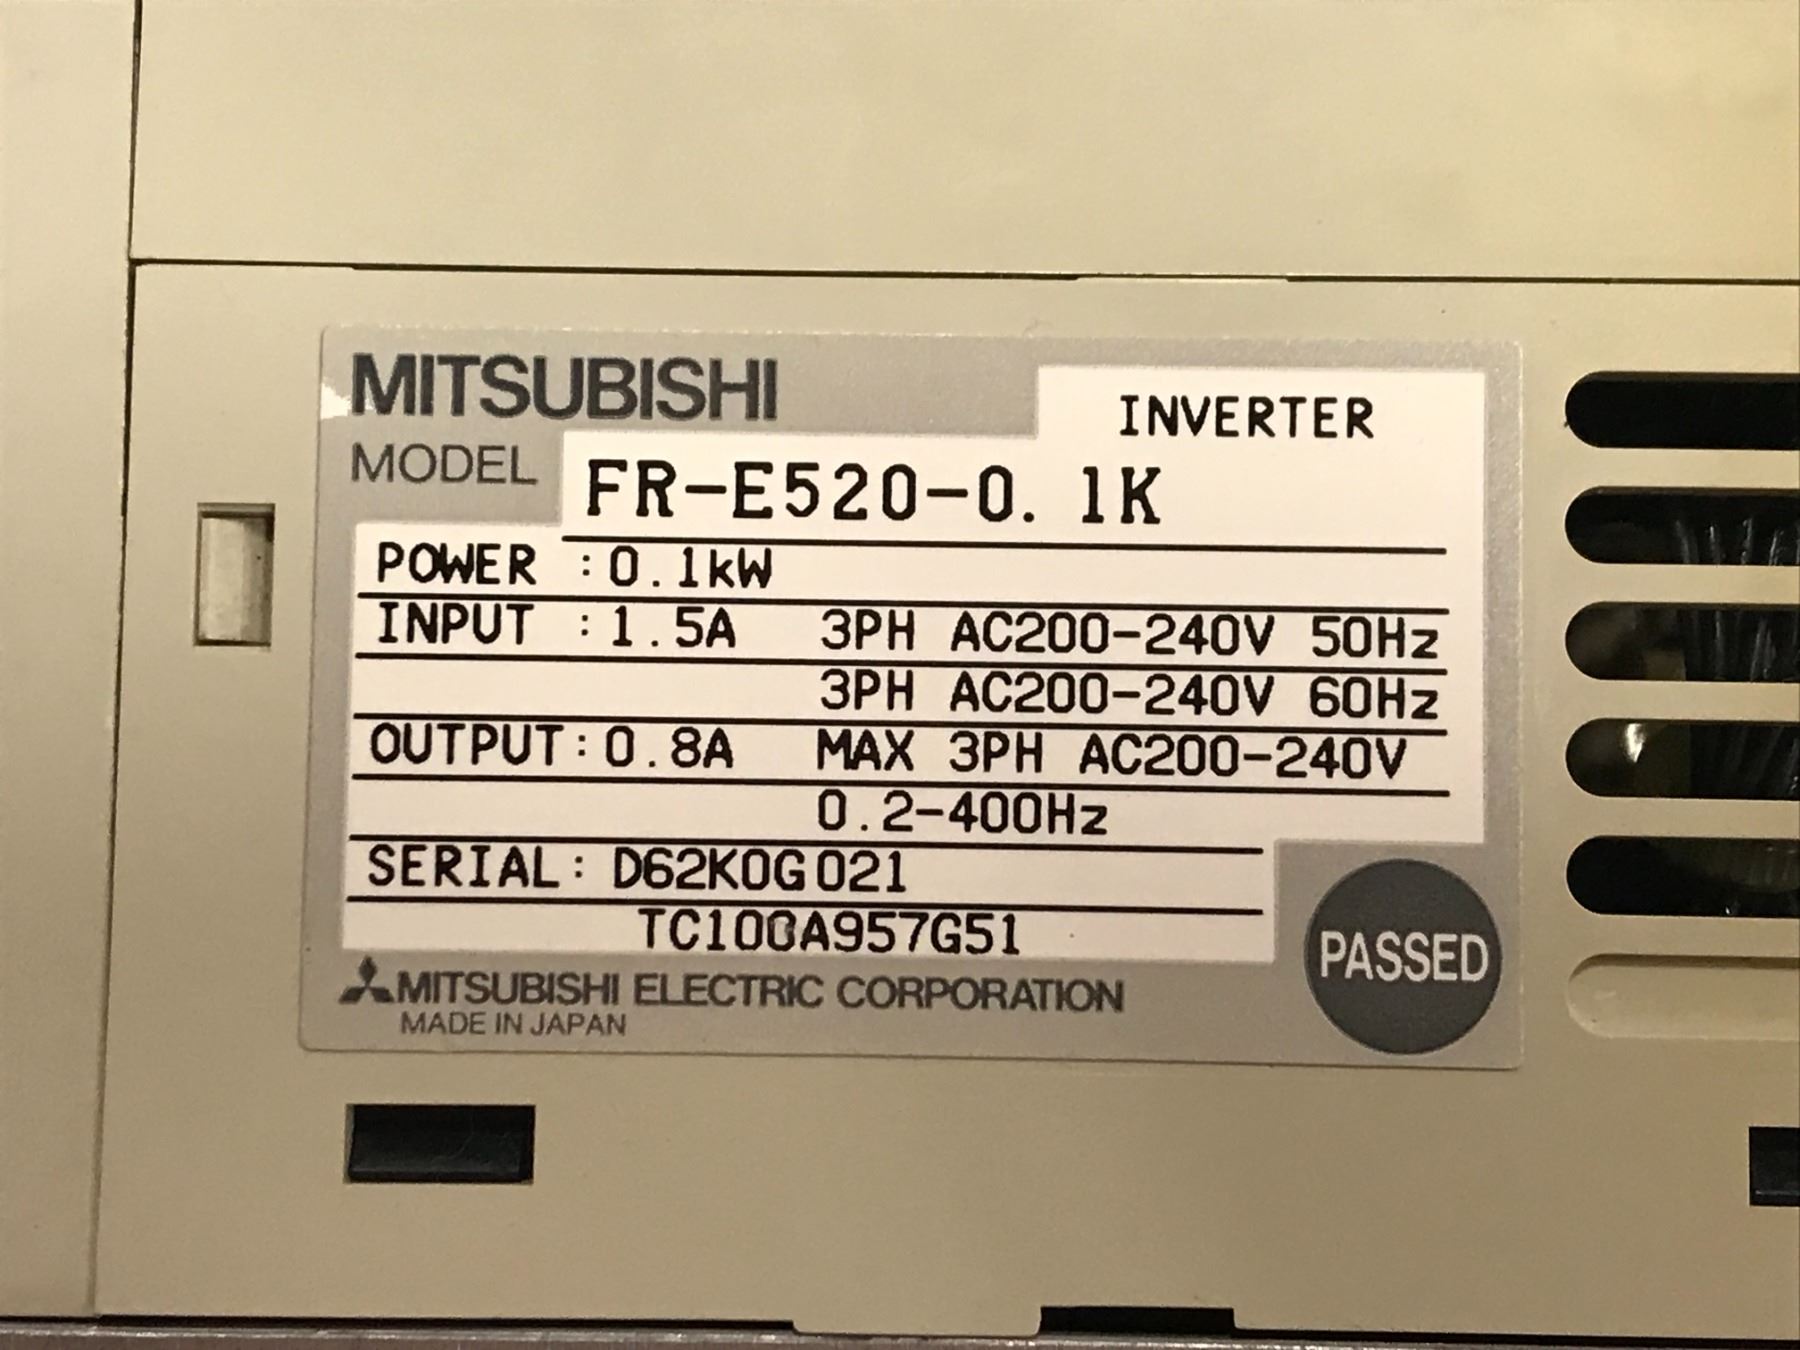 MITSUBISHI
INVERTER
MODEL FR-E520-0.1K
POWER :0.1kW
INPUT :1.5A 3PH AC200-240V 50Hz
3PH AC200-240V 60Hz
OUTPUT:0.8A MAX 3PH AC200-240V
0.2-400Hz
SERIAL: D62K0G021
TC100A957G51
PASSED
MITSUBISHI ELECTRIC CORPORATION
MADE IN JAPAN